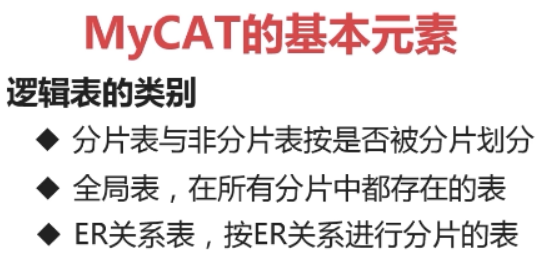 MyCAT的基本元素
逻辑表的类别
◆ 分片表与非分片表按是否被分片划分
◆ 全局表，在所有分片中都存在的表
◆ ER关系表，按ER关系进行分片的表